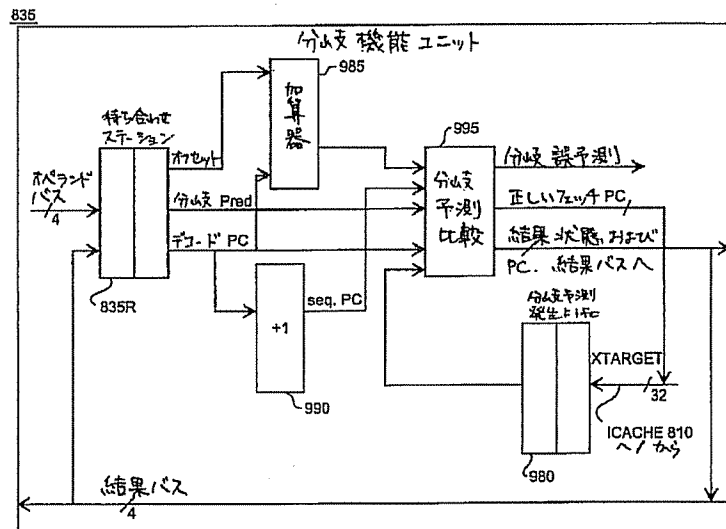 835
分岐機能ユニット
985
加算器
待ち合わせ
ステーション
オフセット
995
分岐
予測
比較
分岐誤予測
オペランド
バス
4
分岐 Pred
正しいフェッチ PC
デコード PC
結果状態および
PC. 結果バスへ
835R
seq. PC
+1
分岐予測
XTARGET
32
990
ICACHE 810
へ/から
980
結果バス
4